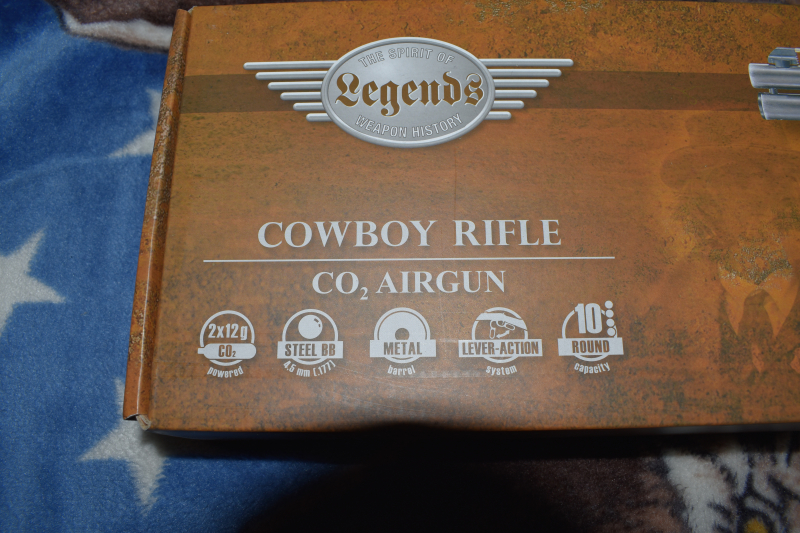 THE SPIRIT OF
Legends
WEAPON HISTORY
COWBOY RIFLE
CO₂ AIRGUN
2x12g
CO₂
powered
STEEL BB
4.5 mm (.177)
METAL
barrel
LEVER-ACTION
system
10
ROUND
capacity